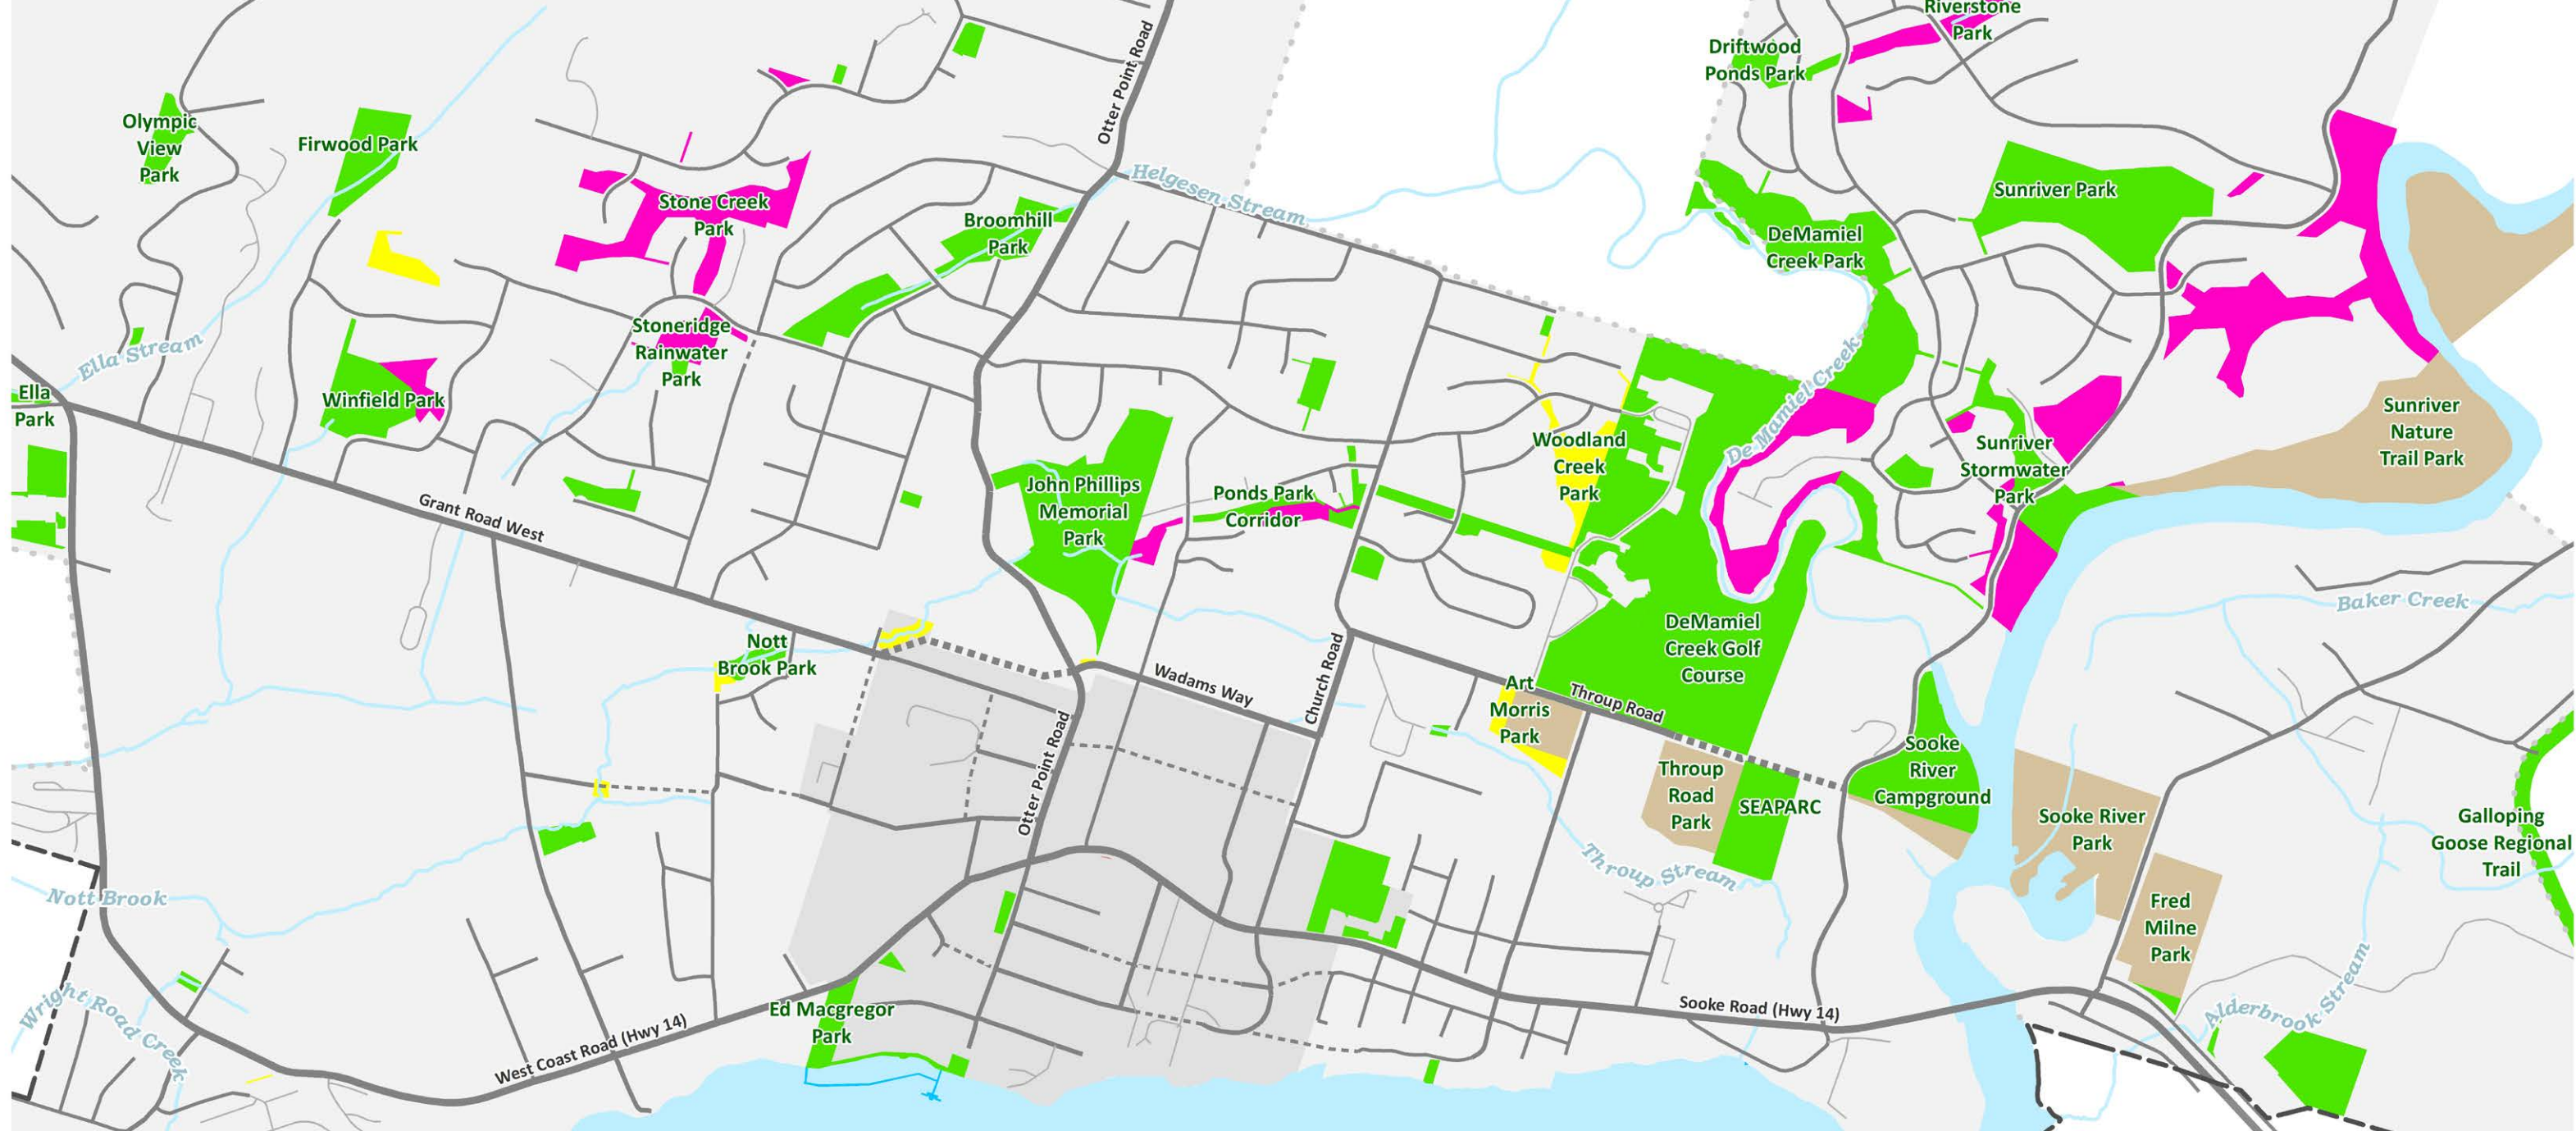 Riverstone
Park
Driftwood
Ponds Park
Otter Point Road
Olympic
View
Park
Firwood Park
Helgesen Stream
Stone Creek
Park
Broomhill
Park
Sunriver Park
DeMamiel
Creek Park
Ella Stream
Stoneridge
Rainwater
Park
Ella
Park
Winfield Park
De Mamiel Creek
Sunriver
Nature
Trail Park
Woodland
Creek
Park
Sunriver
Stormwater
Park
Grant Road West
John Phillips
Memorial
Park
Ponds Park
Corridor
Baker Creek
Nott
Brook Park
DeMamiel
Creek Golf
Course
Wadams Way
Church Road
Art
Morris
Park
Throup Road
Otter Point Road
Sooke
River
Campground
Throup
Road
Park
SEAPARC
Sooke River
Park
Galloping
Goose Regional
Trail
Throup Stream
Nott Brook
Fred
Milne
Park
Wright Road Creek
Ed Macgregor
Park
West Coast Road (Hwy 14)
Sooke Road (Hwy 14)
Alderbrook Stream